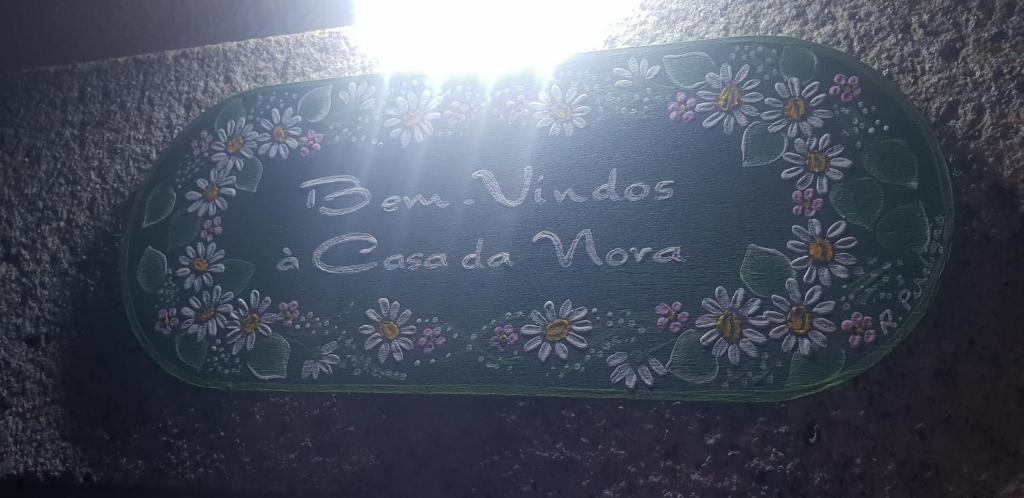 Bem-Vindos
à Casa da Nora